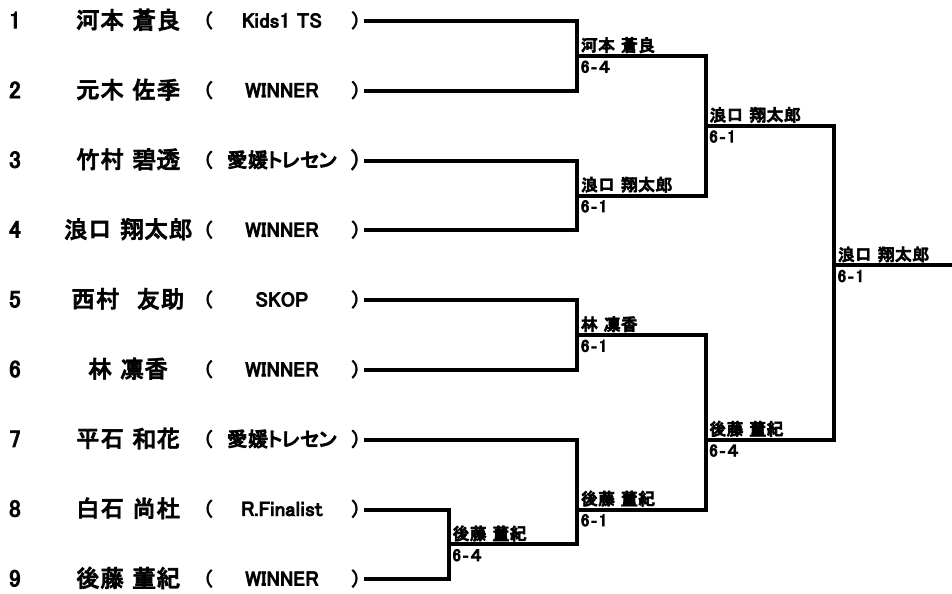 1 河本 蒼良 ( Kids1 TS )
河本 蒼良
6-4
2 元木 佐季 ( WINNER )
浪口 翔太郎
6-1
3 竹村 碧透 ( 愛媛トレセン )
浪口 翔太郎
6-1
4 浪口 翔太郎 ( WINNER )
浪口 翔太郎
6-1
5 西村 友助 ( SKOP )
林 凛香
6-1
6 林 凛香 ( WINNER )
後藤 董紀
6-4
7 平石 和花 ( 愛媛トレセン )
後藤 董紀
6-1
8 白石 尚杜 ( R.Finalist )
後藤 董紀
6-4
9 後藤 董紀 ( WINNER )